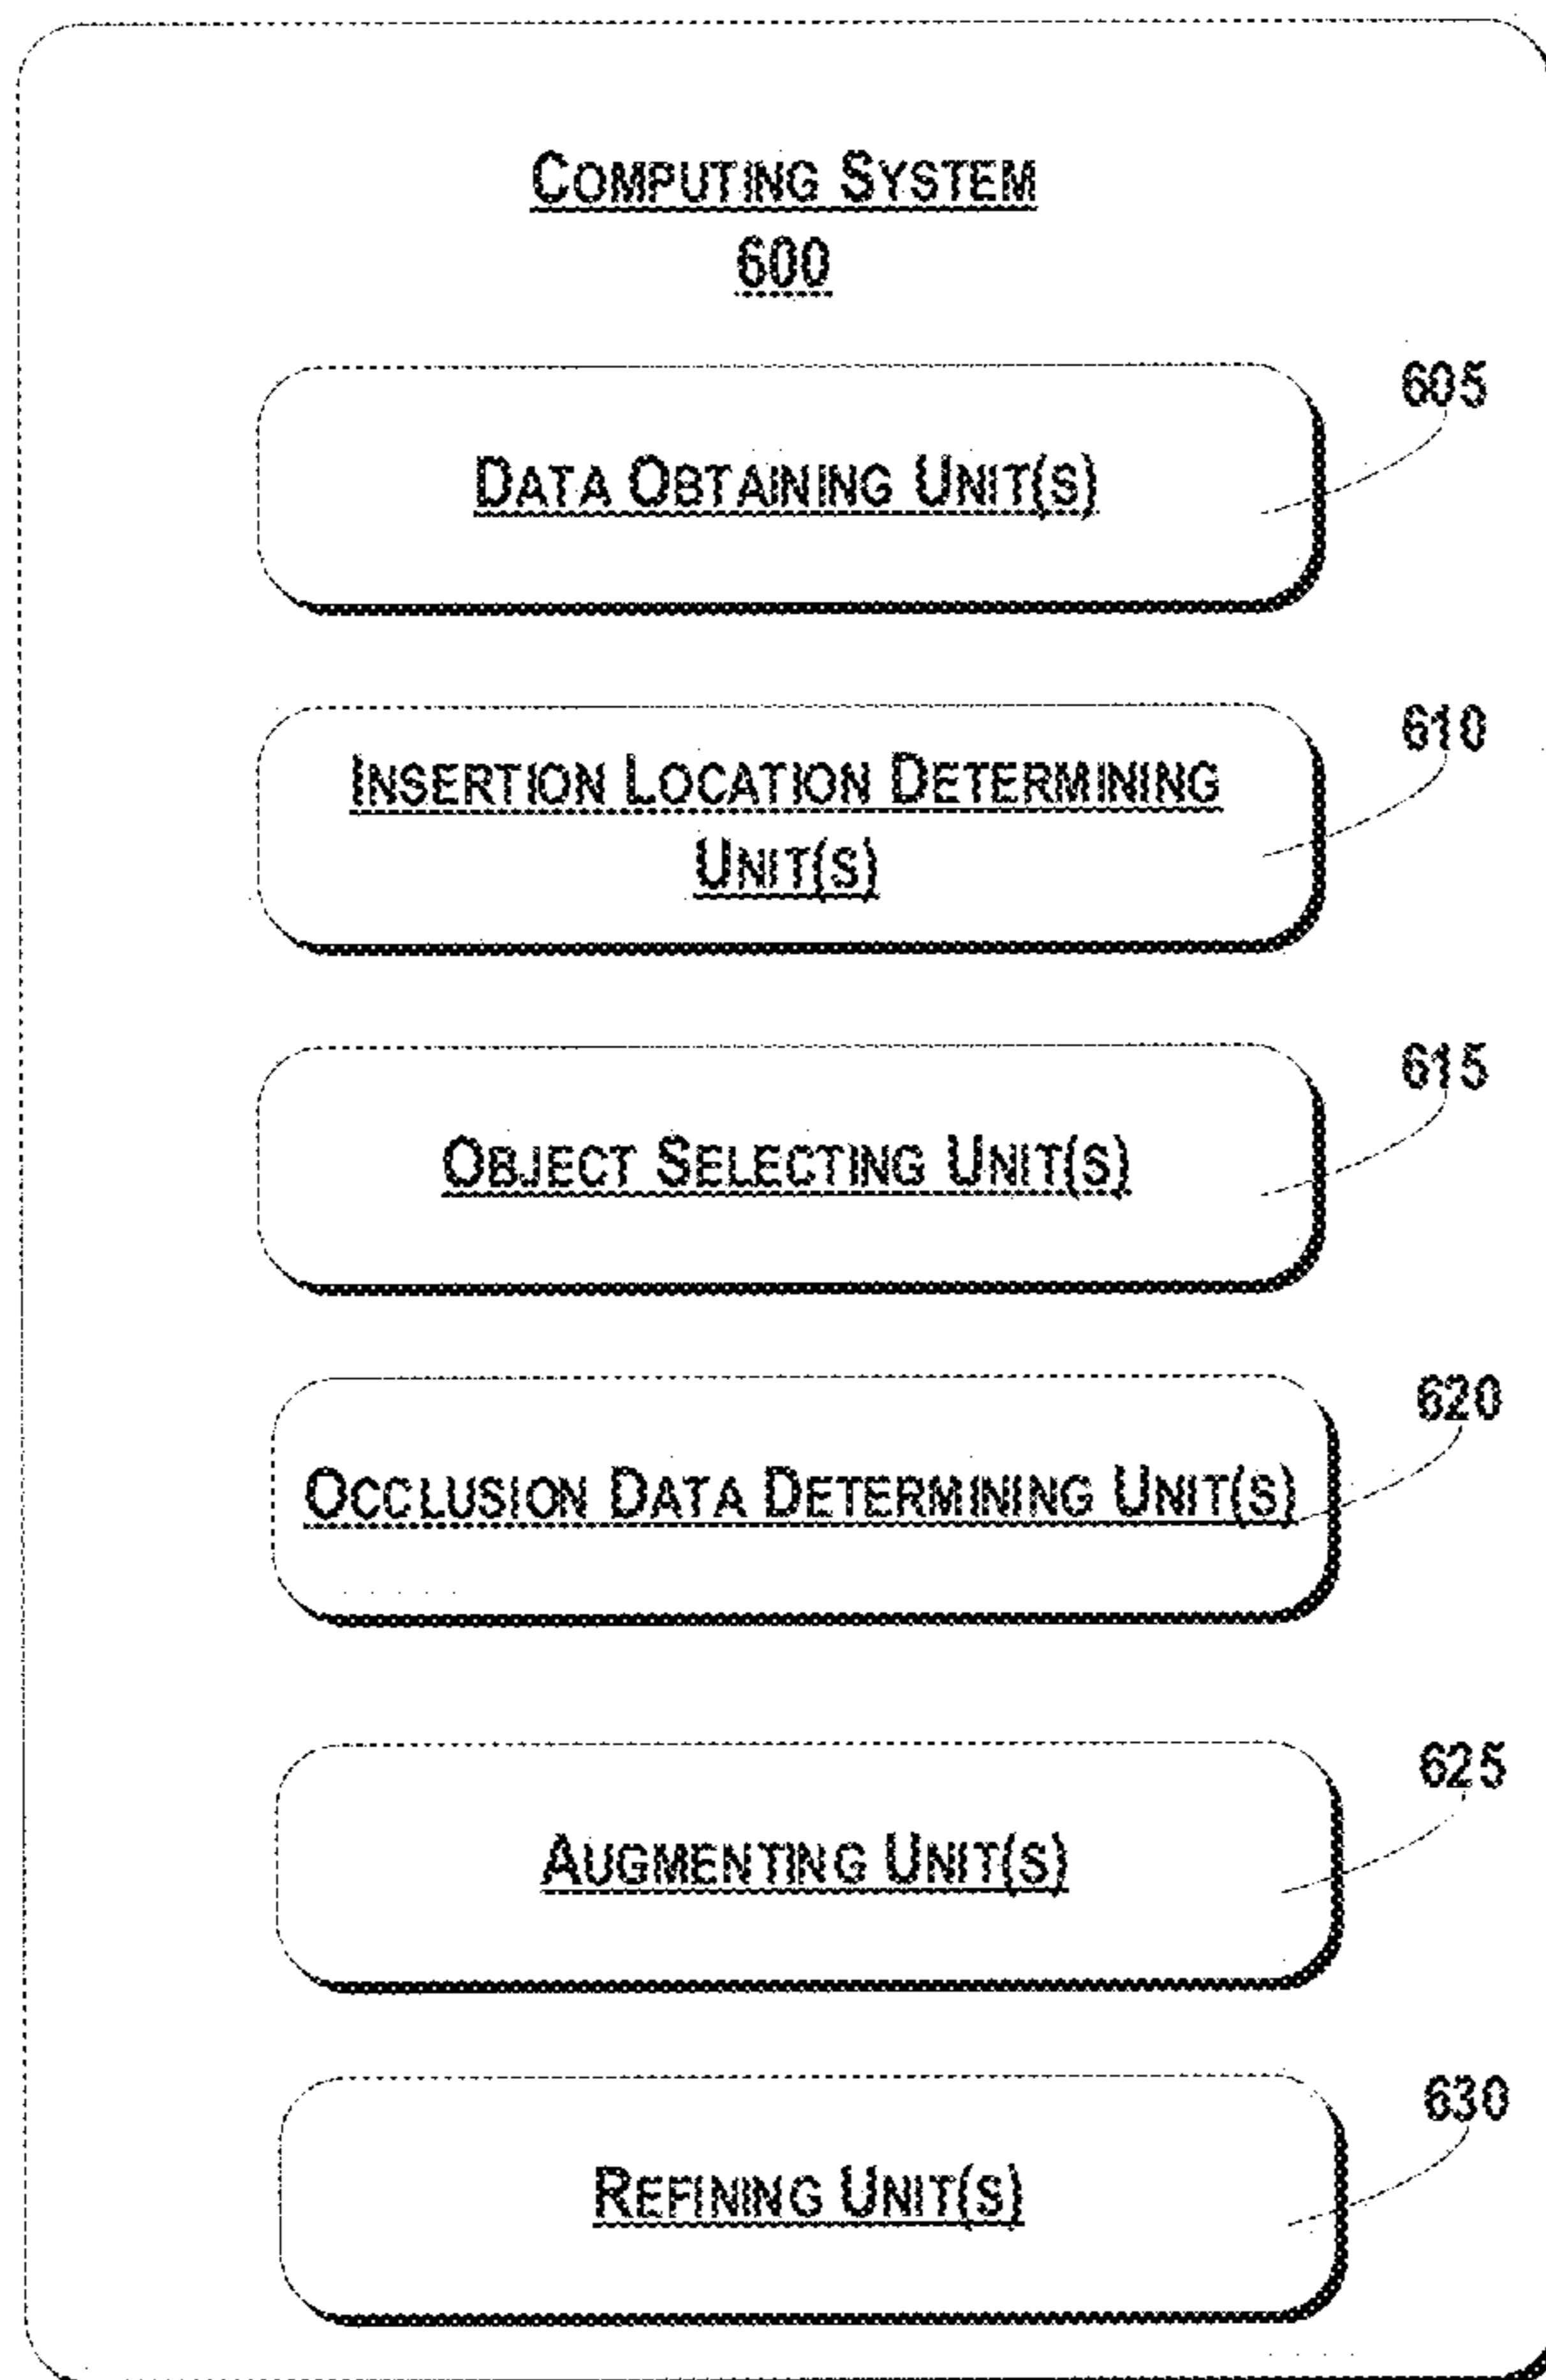 COMPUTING SYSTEM
600
605
DATA OBTAINING UNIT(S)
610
INSERTION LOCATION DETERMINING
UNIT(S)
615
OBJECT SELECTING UNIT(S)
620
OCCLUSION DATA DETERMINING UNIT(S)
625
AUGMENTING UNIT(S)
630
REFINING UNIT(S)